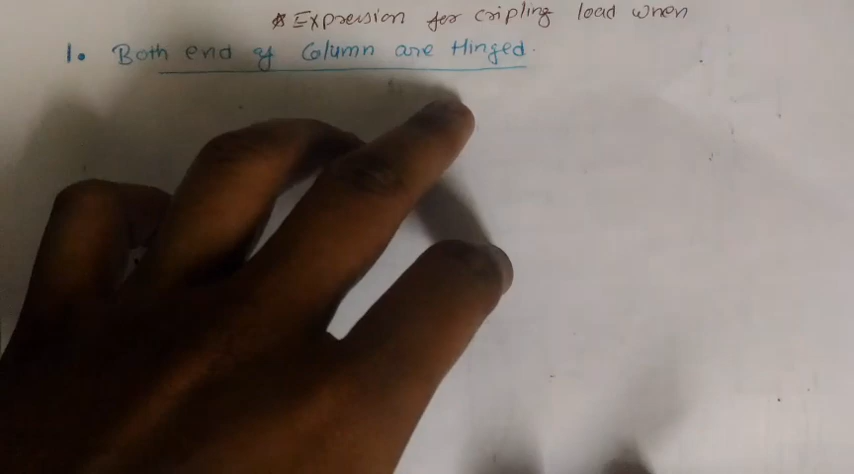 * Expression for cripling load when
1. Both end of Column are Hinged.